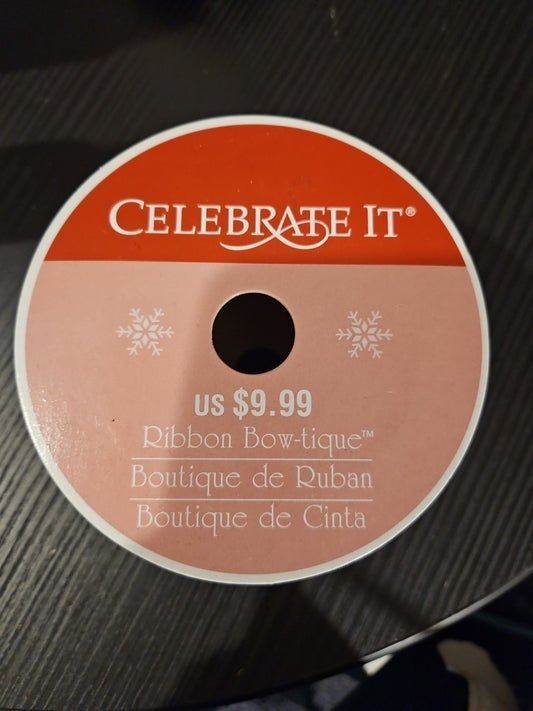 CELEBRATE IT®
US $9.99
Ribbon Bow-tique™
Boutique de Ruban
Boutique de Cinta